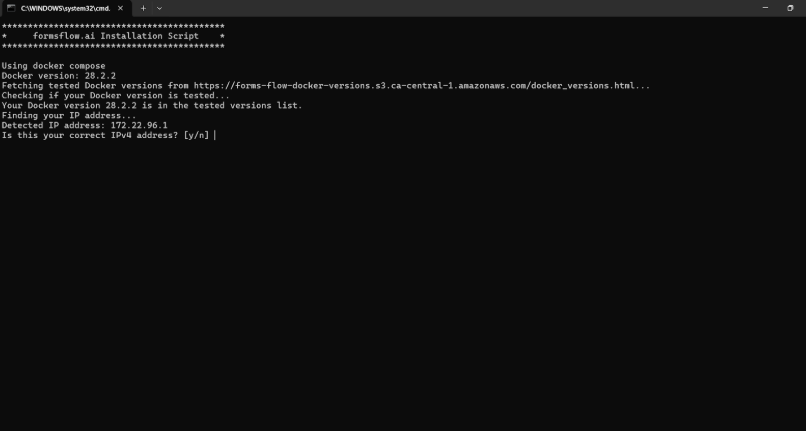 C:\WINDOWS\system32\cmd.
*******************************************
*     formsflow.ai Installation Script    *
*******************************************
Using docker compose
Docker version: 28.2.2
Fetching tested Docker versions from https://forms-flow-docker-versions.s3.ca-central-1.amazonaws.com/docker_versions.html...
Checking if your Docker version is tested...
Your Docker version 28.2.2 is in the tested versions list.
Finding your IP address...
Detected IP address: 172.22.96.1
Is this your correct IPv4 address? [y/n]